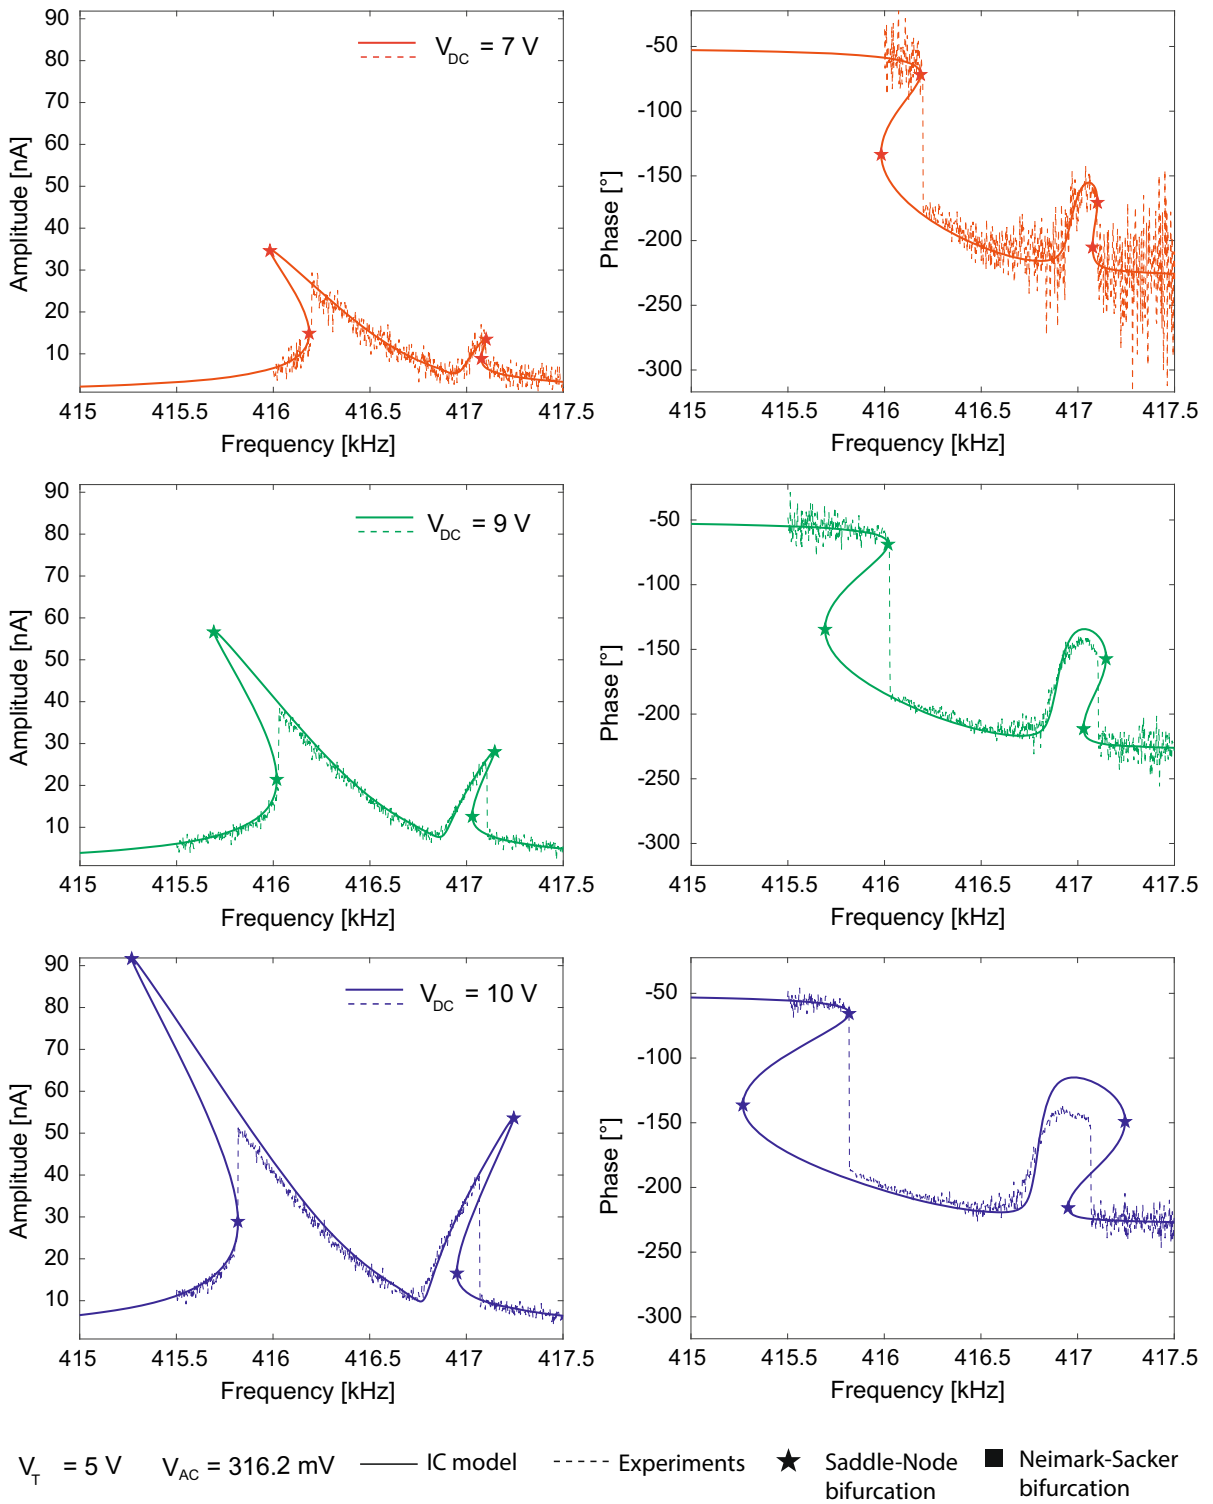 90
80
70
60
50
40
30
20
10
Amplitude [nA]
V_DC = 7 V
415 415.5 416 416.5 417 417.5
Frequency [kHz]
-50
-100
-150
-200
-250
-300
Phase [°]
415 415.5 416 416.5 417 417.5
Frequency [kHz]
90
80
70
60
50
40
30
20
10
Amplitude [nA]
V_DC = 9 V
415 415.5 416 416.5 417 417.5
Frequency [kHz]
-50
-100
-150
-200
-250
-300
Phase [°]
415 415.5 416 416.5 417 417.5
Frequency [kHz]
90
80
70
60
50
40
30
20
10
Amplitude [nA]
V_DC = 10 V
415 415.5 416 416.5 417 417.5
Frequency [kHz]
-50
-100
-150
-200
-250
-300
Phase [°]
415 415.5 416 416.5 417 417.5
Frequency [kHz]
V_T = 5 V
V_AC = 316.2 mV
IC model
Experiments
Saddle-Node
bifurcation
Neimark-Sacker
bifurcation